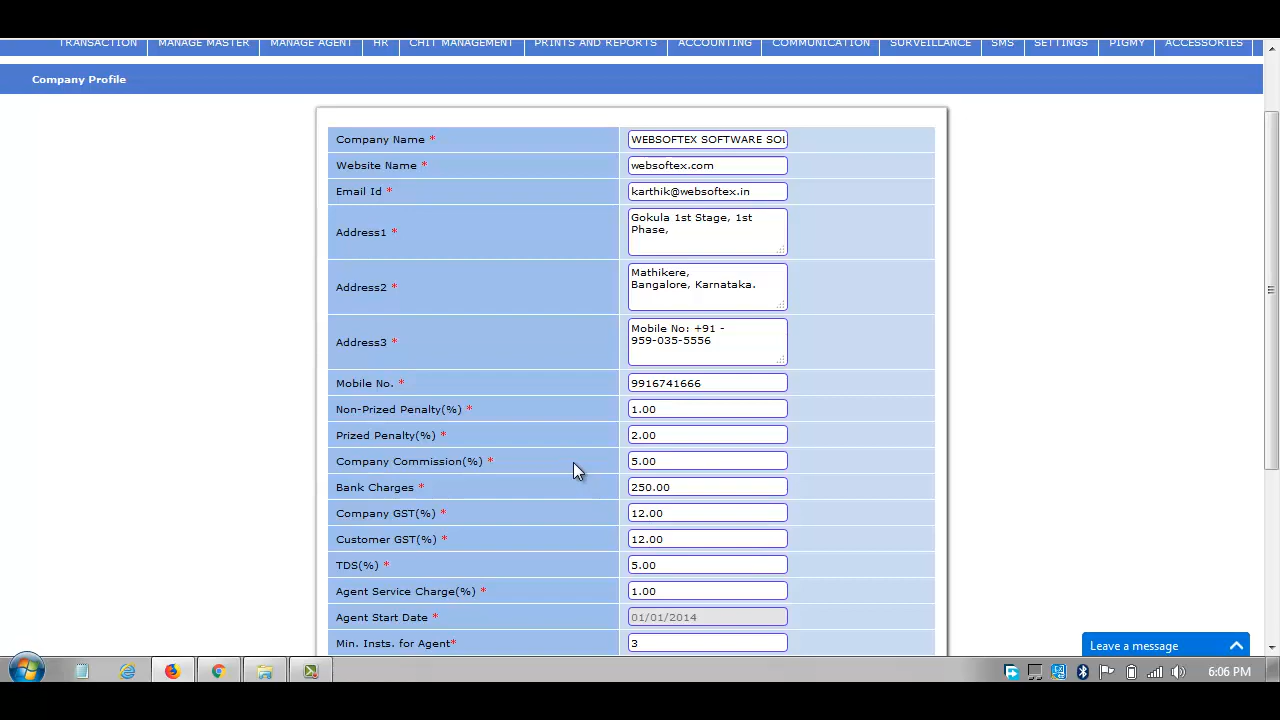 TRANSACTION MANAGE MASTER MANAGE AGENT HR CHIT MANAGEMENT PRINTS AND REPORTS ACCOUNTING COMMUNICATION SURVEILLANCE SMS SETTINGS PIGMY ACCESSORIES
Company Profile
Company Name * WEBSOFTEX SOFTWARE SOL
Website Name * websoftex.com
Email Id * karthik@websoftex.in
Address1 * Gokula 1st Stage, 1st
Phase,
Address2 * Mathikere,
Bangalore, Karnataka.
Address3 * Mobile No: +91 -
959-035-5556
Mobile No. * 9916741666
Non-Prized Penalty(%) * 1.00
Prized Penalty(%) * 2.00
Company Commission(%) * 5.00
Bank Charges * 250.00
Company GST(%) * 12.00
Customer GST(%) * 12.00
TDS(%) * 5.00
Agent Service Charge(%) * 1.00
Agent Start Date * 01/01/2014
Min. Insts. for Agent* 3
Leave a message
6:06 PM